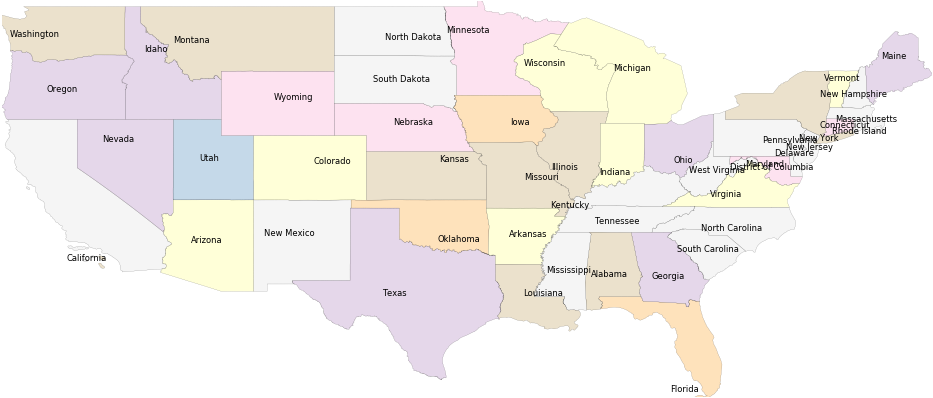 Washington
Montana
Idaho
North Dakota
Minnesota
Maine
Oregon
South Dakota
Wisconsin
Michigan
Vermont
New Hampshire
Wyoming
Nebraska
Iowa
Massachusetts
Connecticut
Rhode Island
Nevada
Utah
Colorado
Kansas
Missouri
Illinois
Indiana
Ohio
Pennsylvania
New York
New Jersey
Delaware
Maryland
District of Columbia
West Virginia
Virginia
Kentucky
California
Arizona
New Mexico
Oklahoma
Arkansas
Tennessee
North Carolina
South Carolina
Texas
Louisiana
Mississippi
Alabama
Georgia
Florida